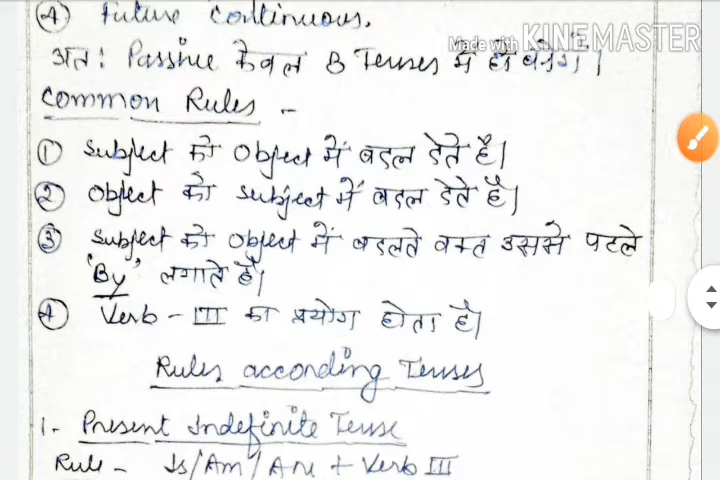 ④ Future Continuous.
Made with KINEMASTER
अतः Passive केवल 8 Tenses में ही बनेगा।
Common Rules -
① Subject को Object में बदल देते है।
② Object को Subject में बदल देते है।
③ Subject को Object में बदलते वक्त उससे पहले
"By" लगाते है।
④ Verb - III का प्रयोग होता है।
Rules according Tenses
1. - Present Indefinite Tense
Rule - Is/Am/Are + Verb III